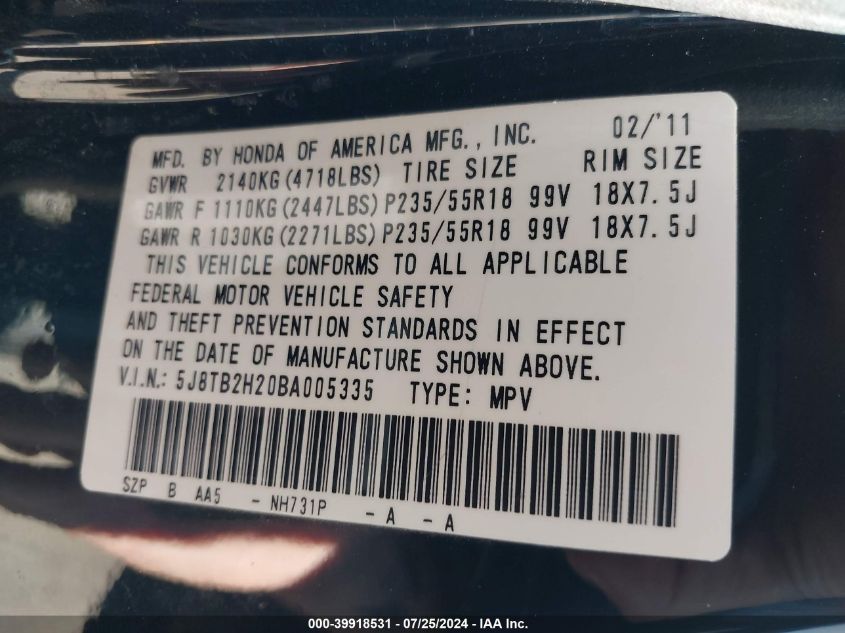 MFD. BY HONDA OF AMERICA MFG., INC. 02/'11
GVWR 2140KG (4718LBS) TIRE SIZE RIM SIZE
GAWR F 1110KG (2447LBS) P235/55R18 99V 18X7.5J
GAWR R 1030KG (2271LBS) P235/55R18 99V 18X7.5J
THIS VEHICLE CONFORMS TO ALL APPLICABLE
FEDERAL MOTOR VEHICLE SAFETY
AND THEFT PREVENTION STANDARDS IN EFFECT
ON THE DATE OF MANUFACTURE SHOWN ABOVE.
V.I.N.: 5J8TB2H20BA005335 TYPE: MPV
SZP B AA5 - NH731P - A - A
000-39918531 - 07/25/2024 - IAA Inc.